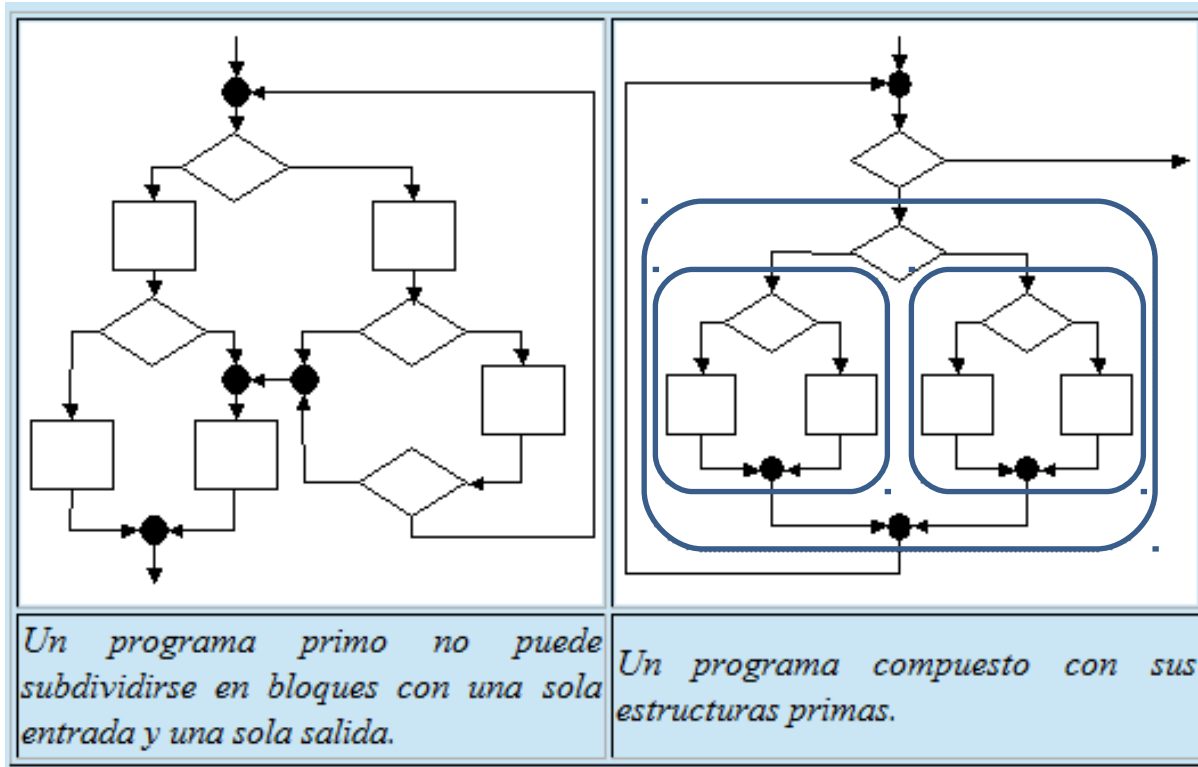 Un programa primo no puede
subdividirse en bloques con una sola
entrada y una sola salida.
Un programa compuesto con sus
estructuras primas.